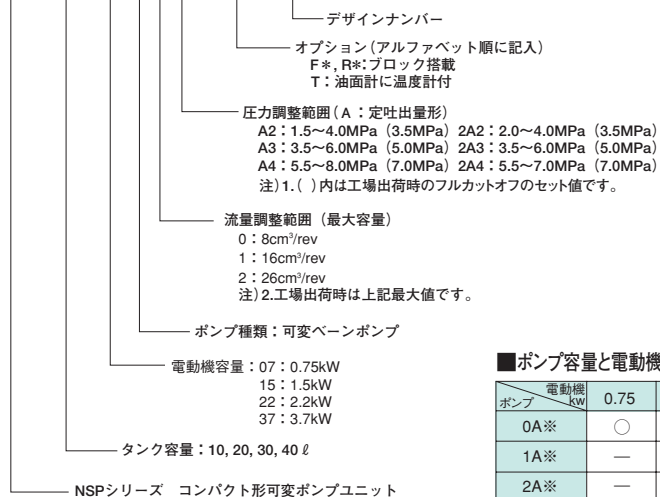 デザインナンバー
オプション(アルファベット順に記入)
F＊, R＊:ブロック搭載
T：油面計に温度計付
圧力調整範囲(A：定吐出量形)
A2：1.5〜4.0MPa（3.5MPa）2A2：2.0〜4.0MPa（3.5MPa）
A3：3.5〜6.0MPa（5.0MPa）2A3：3.5〜6.0MPa（5.0MPa）
A4：5.5〜8.0MPa（7.0MPa）2A4：5.5〜7.0MPa（7.0MPa）
注）1.( ）内は工場出荷時のフルカットオフのセット値です。
流量調整範囲（最大容量）
0：8cm³/rev
1：16cm³/rev
2：26cm³/rev
注）2.工場出荷時は上記最大値です。
ポンプ種類：可変ベーンポンプ
電動機容量：07：0.75kW
15：1.5kW
22：2.2kW
37：3.7kW
タンク容量：10, 20, 30, 40ℓ
NSPシリーズ　コンパクト形可変ポンプユニット
■ポンプ容量と電動機
電動機
ポンプ kw 0.75
0A※ ○
1A※ ―
2A※ ―